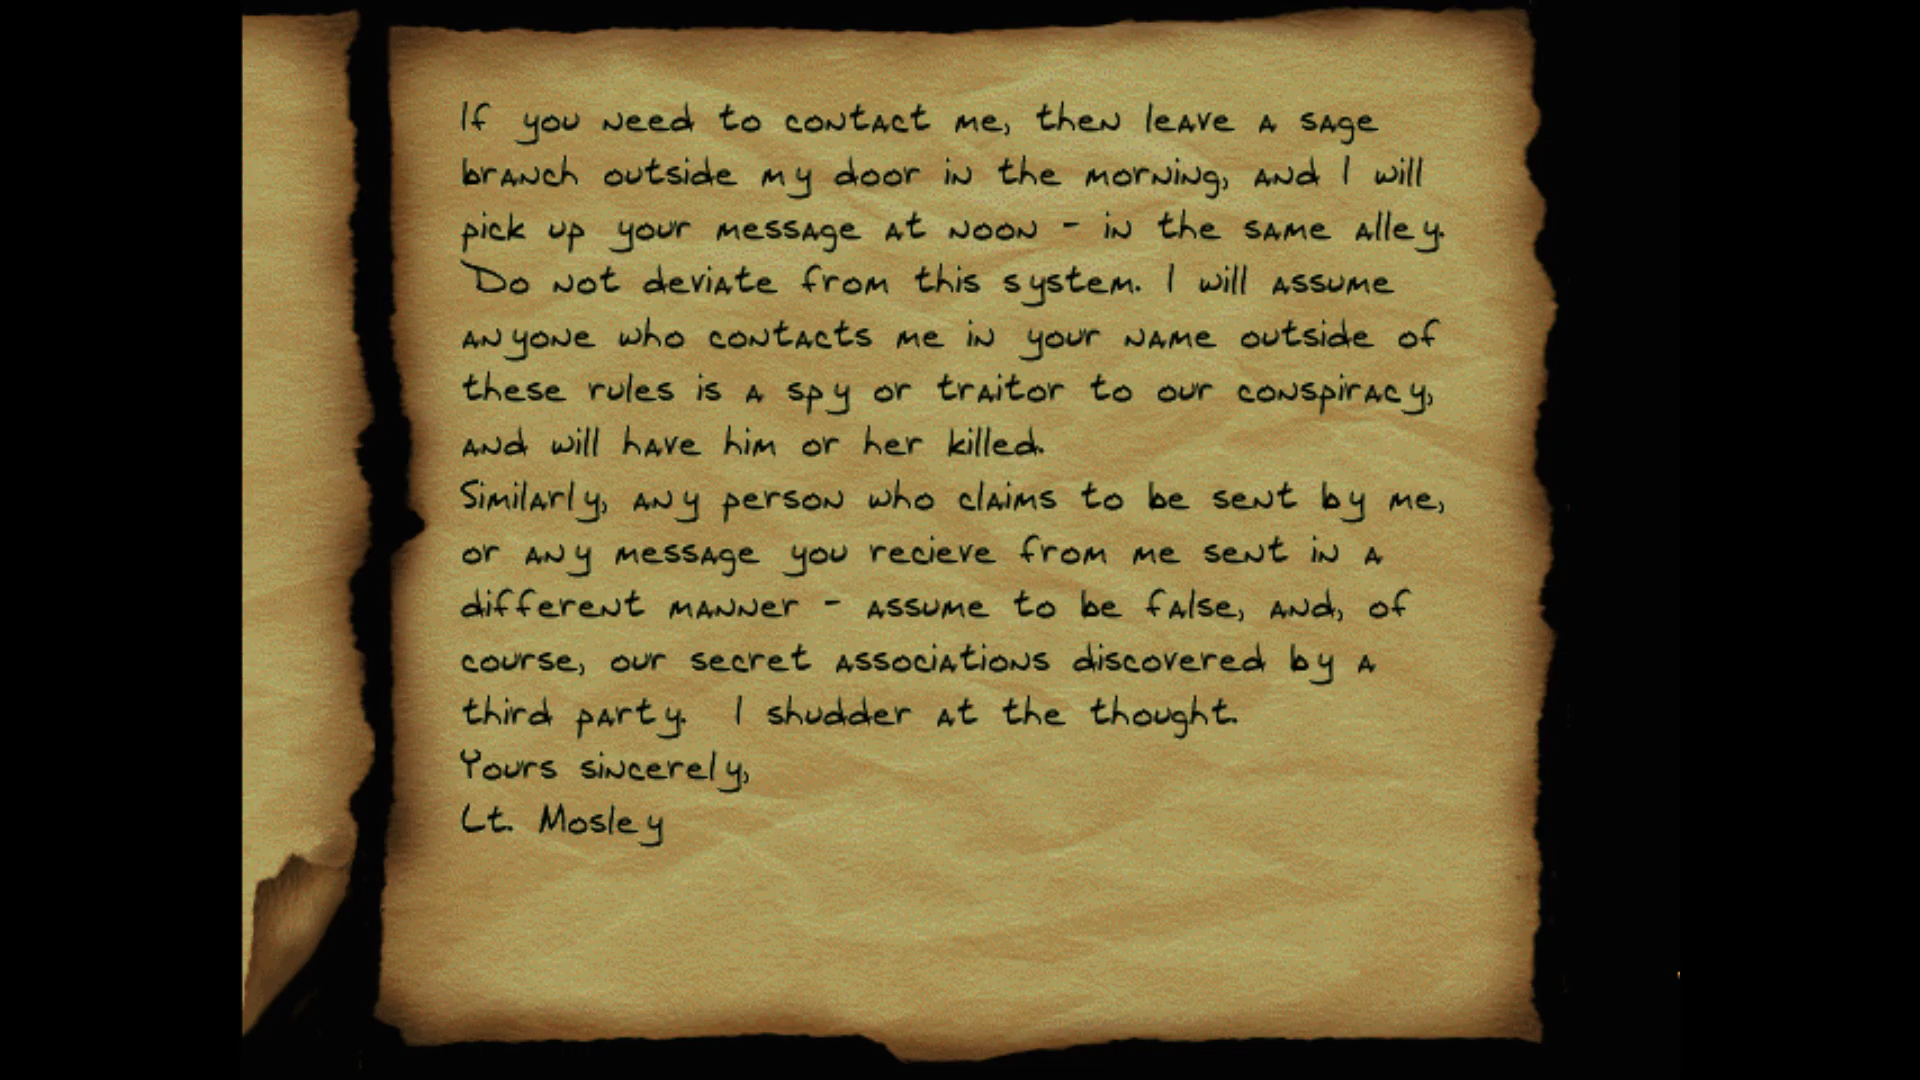 If you need to contact me, then leave a sage
branch outside my door in the morning, and I will
pick up your message at noon - in the same alley.
Do not deviate from this system. I will assume
anyone who contacts me in your name outside of
these rules is a spy or traitor to our conspiracy,
and will have him or her killed.
Similarly, any person who claims to be sent by me,
or any message you recieve from me sent in a
different manner - assume to be false, and, of
course, our secret associations discovered by a
third party. I shudder at the thought.
Yours sincerely,
Lt. Mosley